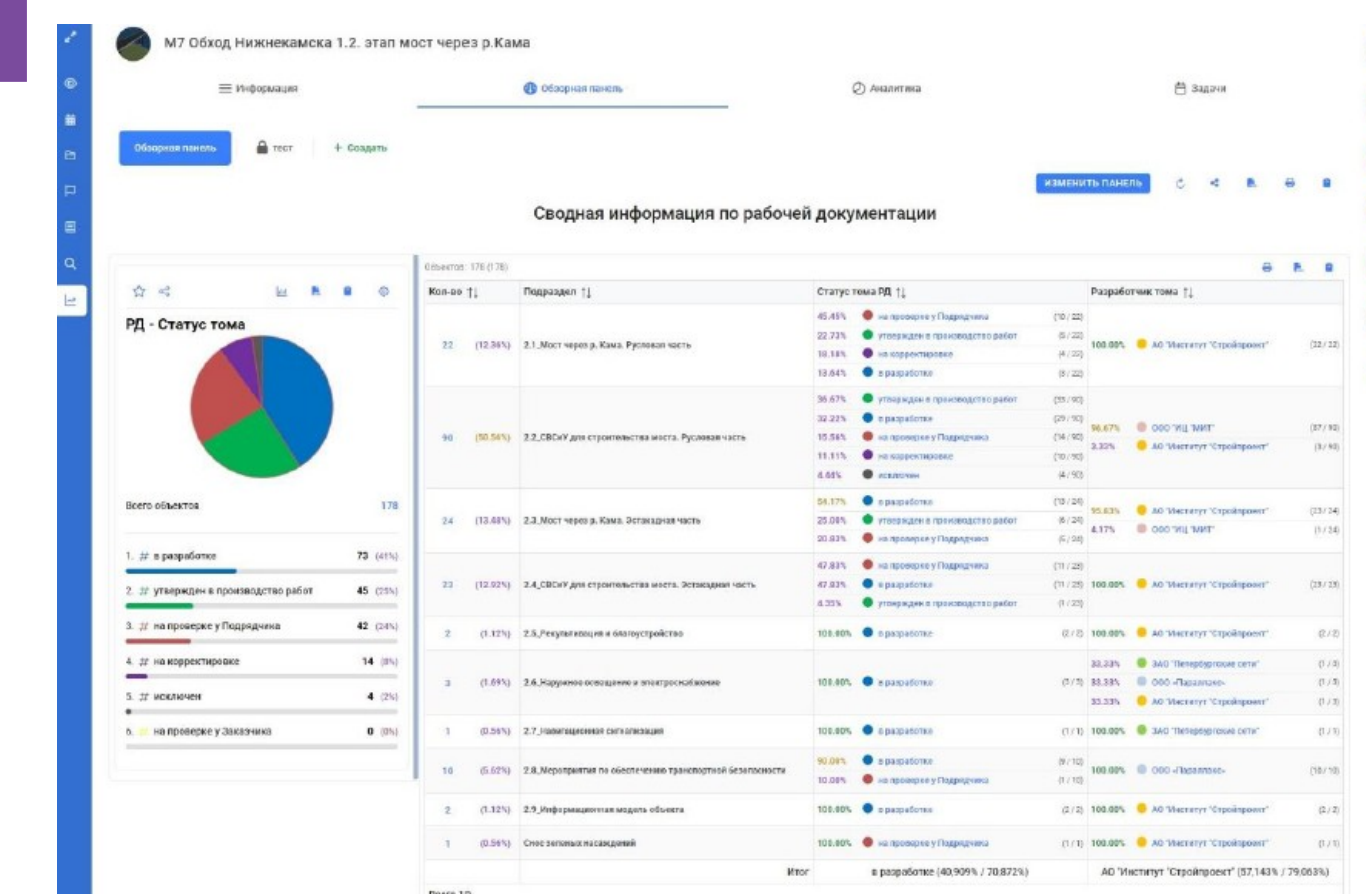 М7 Обход Нижнекамска 1.2. этап мост через р.Кама
Информация
Обзорная панель
Аналитика
Задачи
Обзорная панель
тест
+ Создать
ИЗМЕНИТЬ ПАНЕЛЬ
Сводная информация по рабочей документации
РД - Статус тома
Всего объектов 178
1. # в разработке 73 (41%)
2. # утвержден в производство работ 45 (25%)
3. # на проверке у Подрядчика 42 (24%)
4. # на корректировке 14 (8%)
5. # исключен 4 (2%)
6. на проверке у Заказчика 0 (0%)
Объектов: 178 (178)
Кол-во Подраздел Статус тома РД Разработчик тома
22 (12.36%) 2.1_Мост через р. Кама. Русловая часть
45.45% на проверке у Подрядчика (10 / 22)
22.73% утвержден в производство работ (5 / 22)
18.18% на корректировке (4 / 22)
13.64% в разработке (3 / 22)
100.00% АО "Институт "Стройпроект" (22 / 22)
90 (50.56%) 2.2_СВСиУ для строительства моста. Русловая часть
36.67% утвержден в производство работ (33 / 90)
32.22% в разработке (29 / 90)
15.56% на проверке у Подрядчика (14 / 90)
11.11% на корректировке (10 / 90)
4.44% исключен (4 / 90)
96.67% ООО "ИЦ "МИТ" (87 / 90)
3.33% АО "Институт "Стройпроект" (3 / 90)
24 (13.48%) 2.3_Мост через р. Кама. Эстакадная часть
54.17% в разработке (13 / 24)
25.00% утвержден в производство работ (6 / 24)
20.83% на проверке у Подрядчика (5 / 24)
95.83% АО "Институт "Стройпроект" (23 / 24)
4.17% ООО "ИЦ "МИТ" (1 / 24)
23 (12.92%) 2.4_СВСиУ для строительства моста. Эстакадная часть
47.83% на проверке у Подрядчика (11 / 23)
47.83% в разработке (11 / 23)
4.35% утвержден в производство работ (1 / 23)
100.00% АО "Институт "Стройпроект" (23 / 23)
2 (1.12%) 2.5_Рекультивация и благоустройство 100.00% в разработке (2 / 2) 100.00% АО "Институт "Стройпроект" (2 / 2)
3 (1.69%) 2.6_Наружное освещение и электроснабжение 100.00% в разработке (3 / 3)
33.33% ЗАО "Петербургские сети" (1 / 3)
33.33% ООО «Параллакс» (1 / 3)
33.33% АО "Институт "Стройпроект" (1 / 3)
1 (0.56%) 2.7_Навигационная сигнализация 100.00% в разработке (1 / 1) 100.00% ЗАО "Петербургские сети" (1 / 1)
10 (5.62%) 2.8_Мероприятия по обеспечению транспортной безопасности
90.00% в разработке (9 / 10)
10.00% на проверке у Подрядчика (1 / 10)
100.00% ООО «Параллакс» (10 / 10)
2 (1.12%) 2.9_Информационная модель объекта 100.00% в разработке (2 / 2) 100.00% АО "Институт "Стройпроект" (2 / 2)
1 (0.56%) Снос зеленых насаждений 100.00% на проверке у Подрядчика (1 / 1) 100.00% АО "Институт "Стройпроект" (1 / 1)
Итог в разработке (40,909% / 70,872%) АО "Институт "Стройпроект" (57,143% / 79,063%)